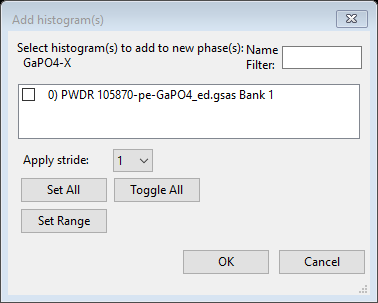 Add histogram(s)
Select histogram(s) to add to new phase(s): Name
GaPO4-X Filter:
0) PWDR 105870-pe-GaPO4_ed.gsas Bank 1
Apply stride: 1
Set All Toggle All
Set Range
OK Cancel